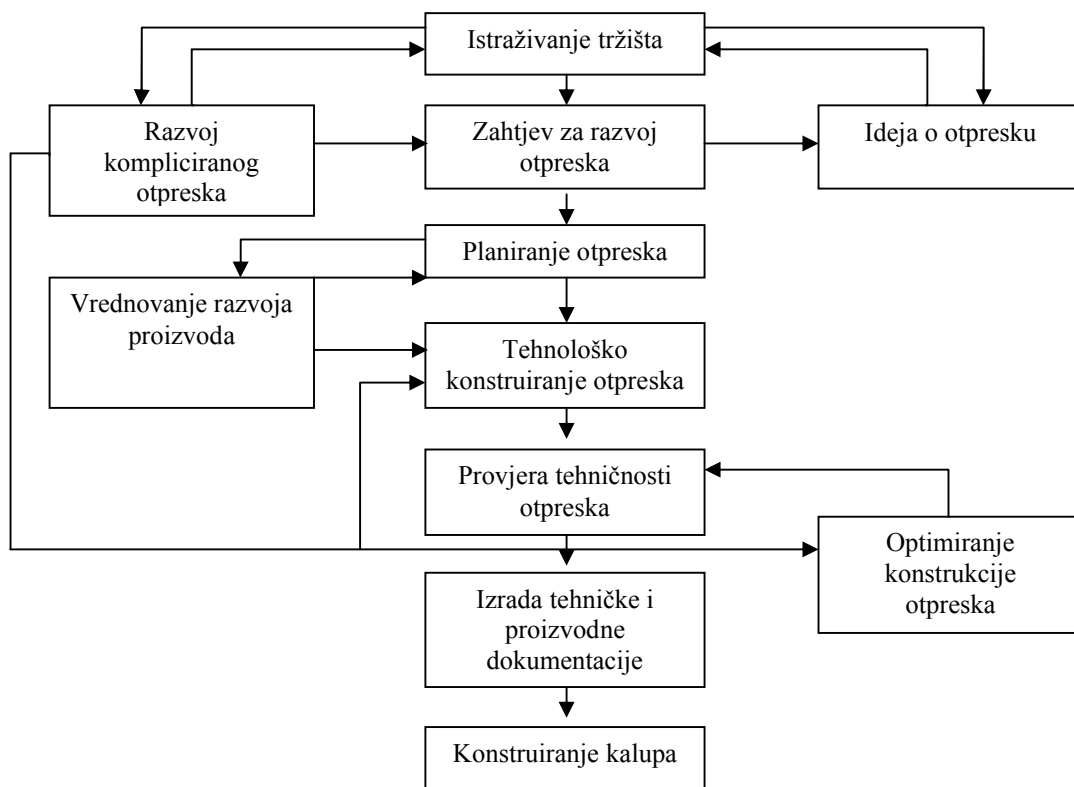 Istraživanje tržišta
Razvoj
kompliciranog
otpreska
Zahtjev za razvoj
otpreska
Ideja o otpresku
Planiranje otpreska
Vrednovanje razvoja
proizvoda
Tehnološko
konstruiranje otpreska
Provjera tehničnosti
otpreska
Optimiranje
konstrukcije
otpreska
Izrada tehničke i
proizvodne
dokumentacije
Konstruiranje kalupa